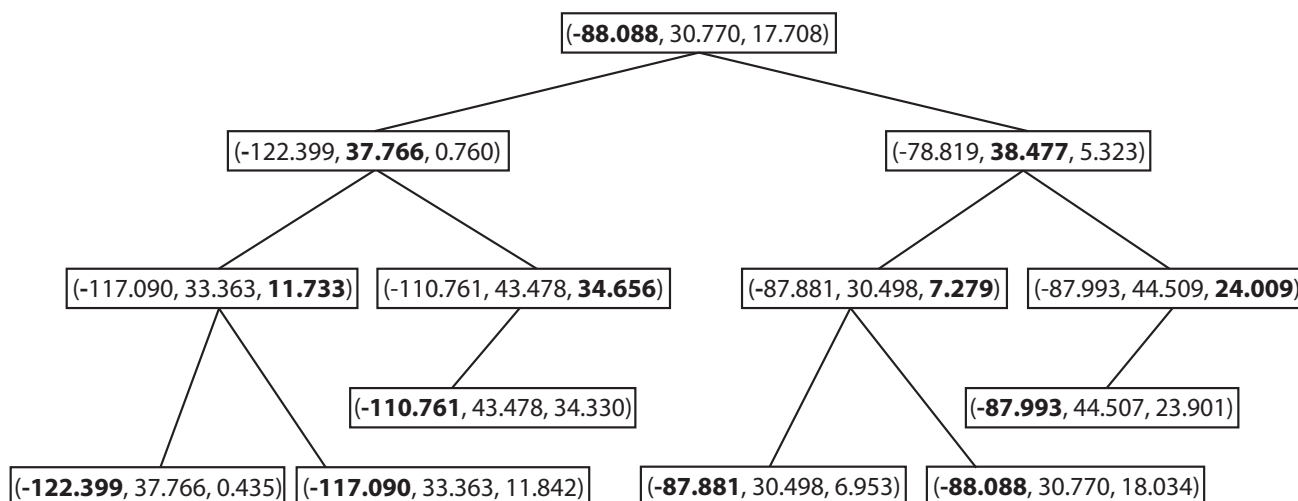 (-88.088, 30.770, 17.708)
(-122.399, 37.766, 0.760)
(-78.819, 38.477, 5.323)
(-117.090, 33.363, 11.733)
(-110.761, 43.478, 34.656)
(-87.881, 30.498, 7.279)
(-87.993, 44.509, 24.009)
(-110.761, 43.478, 34.330)
(-87.993, 44.507, 23.901)
(-122.399, 37.766, 0.435)
(-117.090, 33.363, 11.842)
(-87.881, 30.498, 6.953)
(-88.088, 30.770, 18.034)